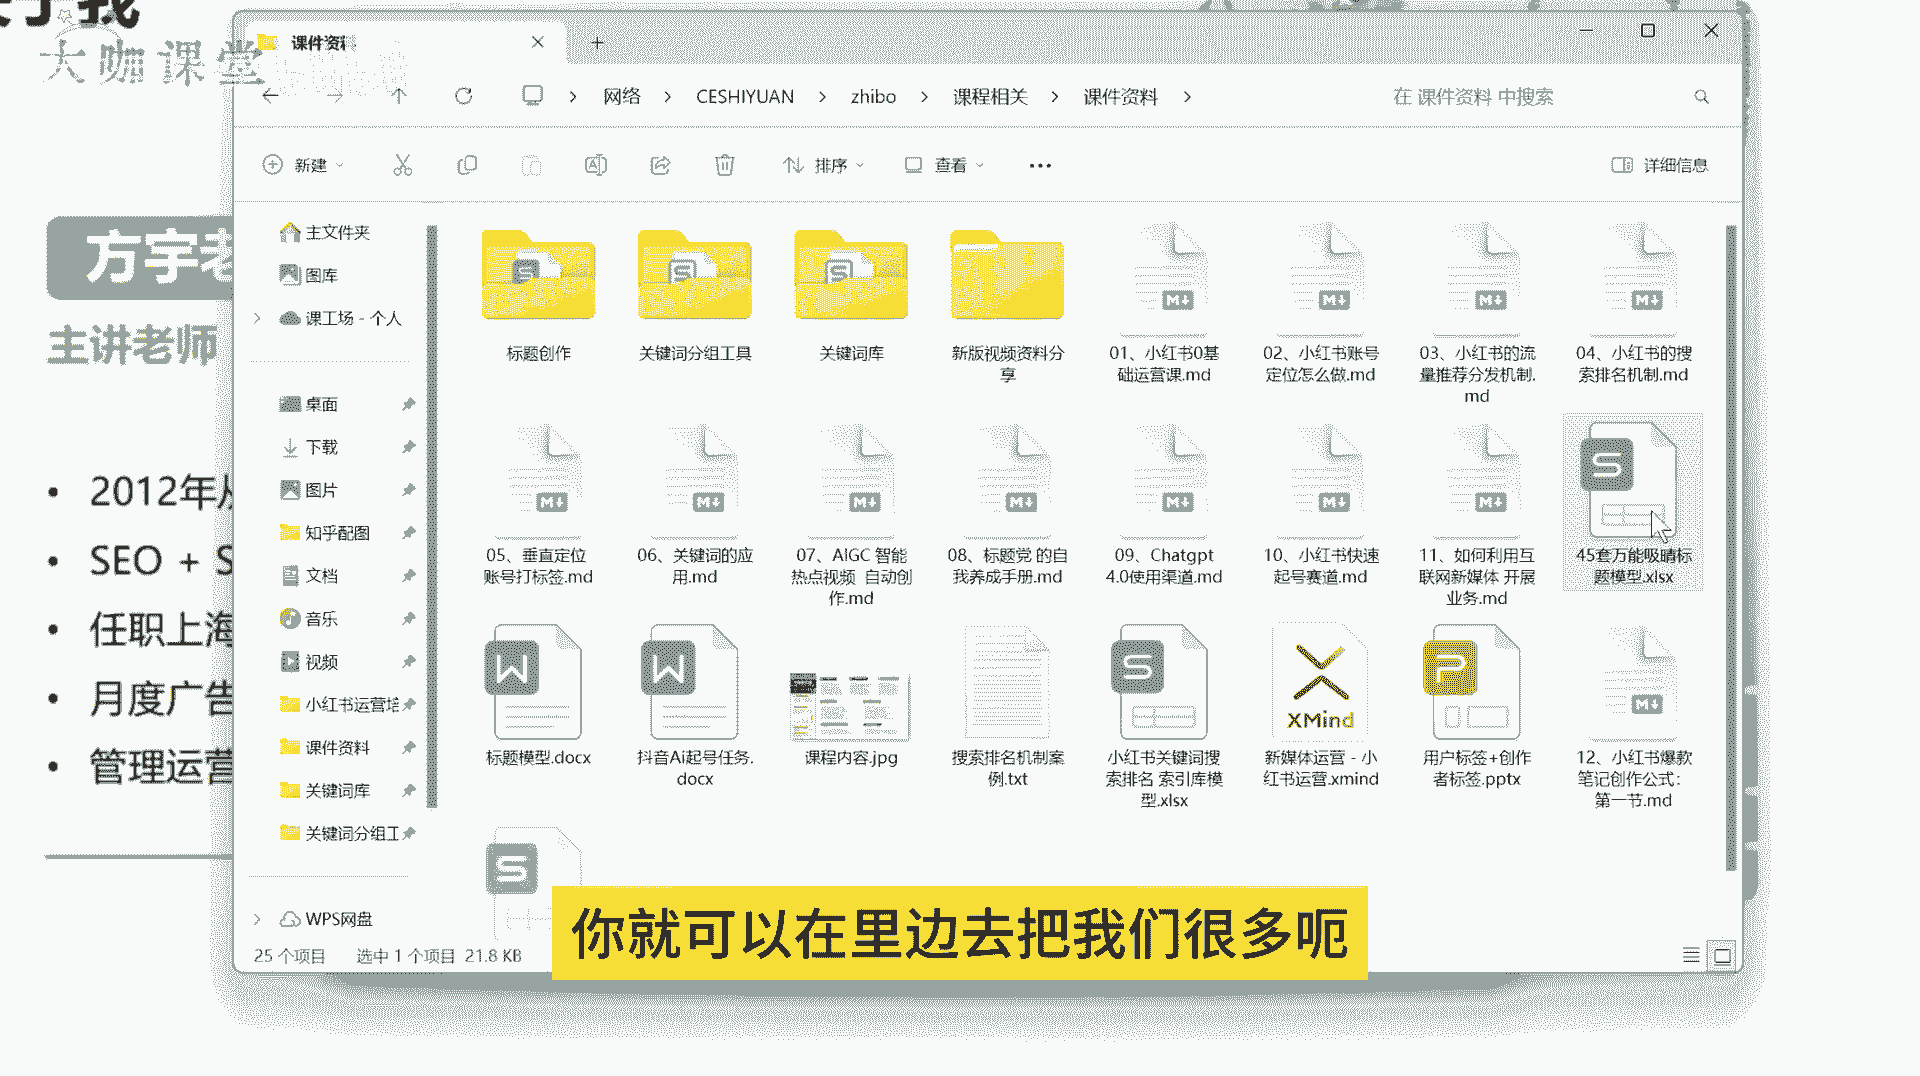 大咖课堂
课件资料
网络 CESHIYUAN zhibo 课程相关 课件资料
在 课件资料 中搜索
新建
排序
查看
详细信息
方宇老
主讲老师
2012年从
SEO + S
任职上海
月度广告
管理运营
主文件夹
图库
课工场 - 个人
桌面
下载
图片
知乎配图
文档
音乐
视频
小红书运营培
课件资料
关键词库
关键词分组工
WPS网盘
标题创作
关键词分组工具
关键词库
新版视频资料分
享
01、小红书0基
础运营课.md
02、小红书账号
定位怎么做.md
03、小红书的流
量推荐分发机制.
md
04、小红书的搜
索排名机制.md
05、垂直定位
账号打标签.md
06、关键词的应
用.md
07、AIGC 智能
热点视频 自动创
作.md
08、标题党 的自
我养成手册.md
09、Chatgpt
4.0使用渠道.md
10、小红书快速
起号赛道.md
11、如何利用互
联网新媒体 开展
业务.md
45套万能吸睛标
题模型.xlsx
标题模型.docx
抖音Ai起号任务.
docx
课程内容.jpg
搜索排名机制案
例.txt
小红书关键词搜
索排名 索引库模
型.xlsx
XMind
新媒体运营 - 小
红书运营.xmind
用户标签+创作
者标签.pptx
12、小红书爆款
笔记创作公式：
第一节.md
25 个项目 选中 1 个项目 21.8 KB
你就可以在里边去把我们很多呃